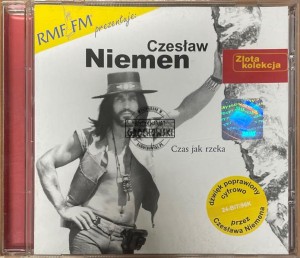 RMF FM
prezentuje:
Czesław
Niemen
Złota
kolekcja
Czas jak rzeka
dźwięk poprawiony
cyfrowo
przez
Czesława Niemena